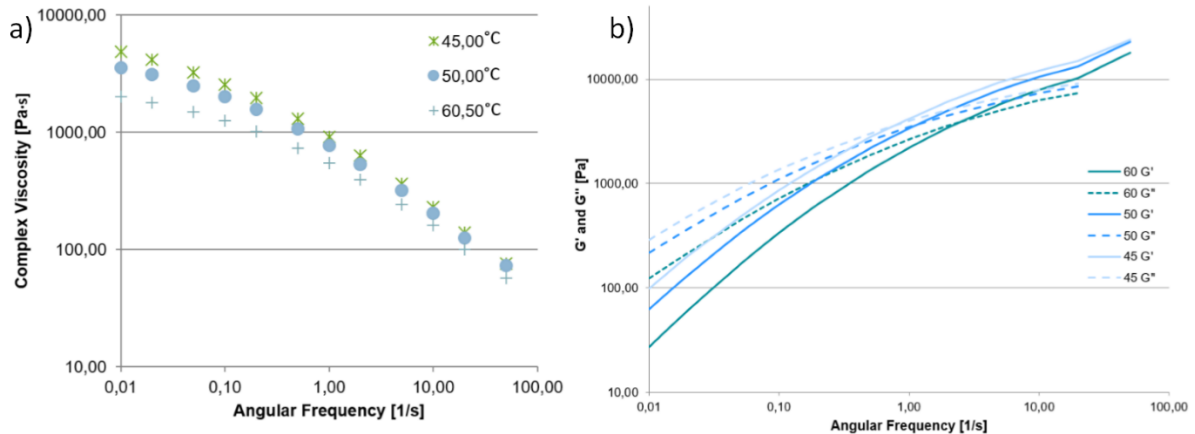 a)
Complex Viscosity [Pa·s]
10000,00
1000,00
100,00
10,00
0,01
0,10
1,00
10,00
100,00
Angular Frequency [1/s]
45,00°C
50,00°C
60,50°C
b)
G' and G" [Pa]
10000,00
1000,00
100,00
10,00
0,01
0,10
1,00
10,00
100,00
Angular Frequency [1/s]
60 G'
60 G"
50 G'
50 G"
45 G'
45 G"